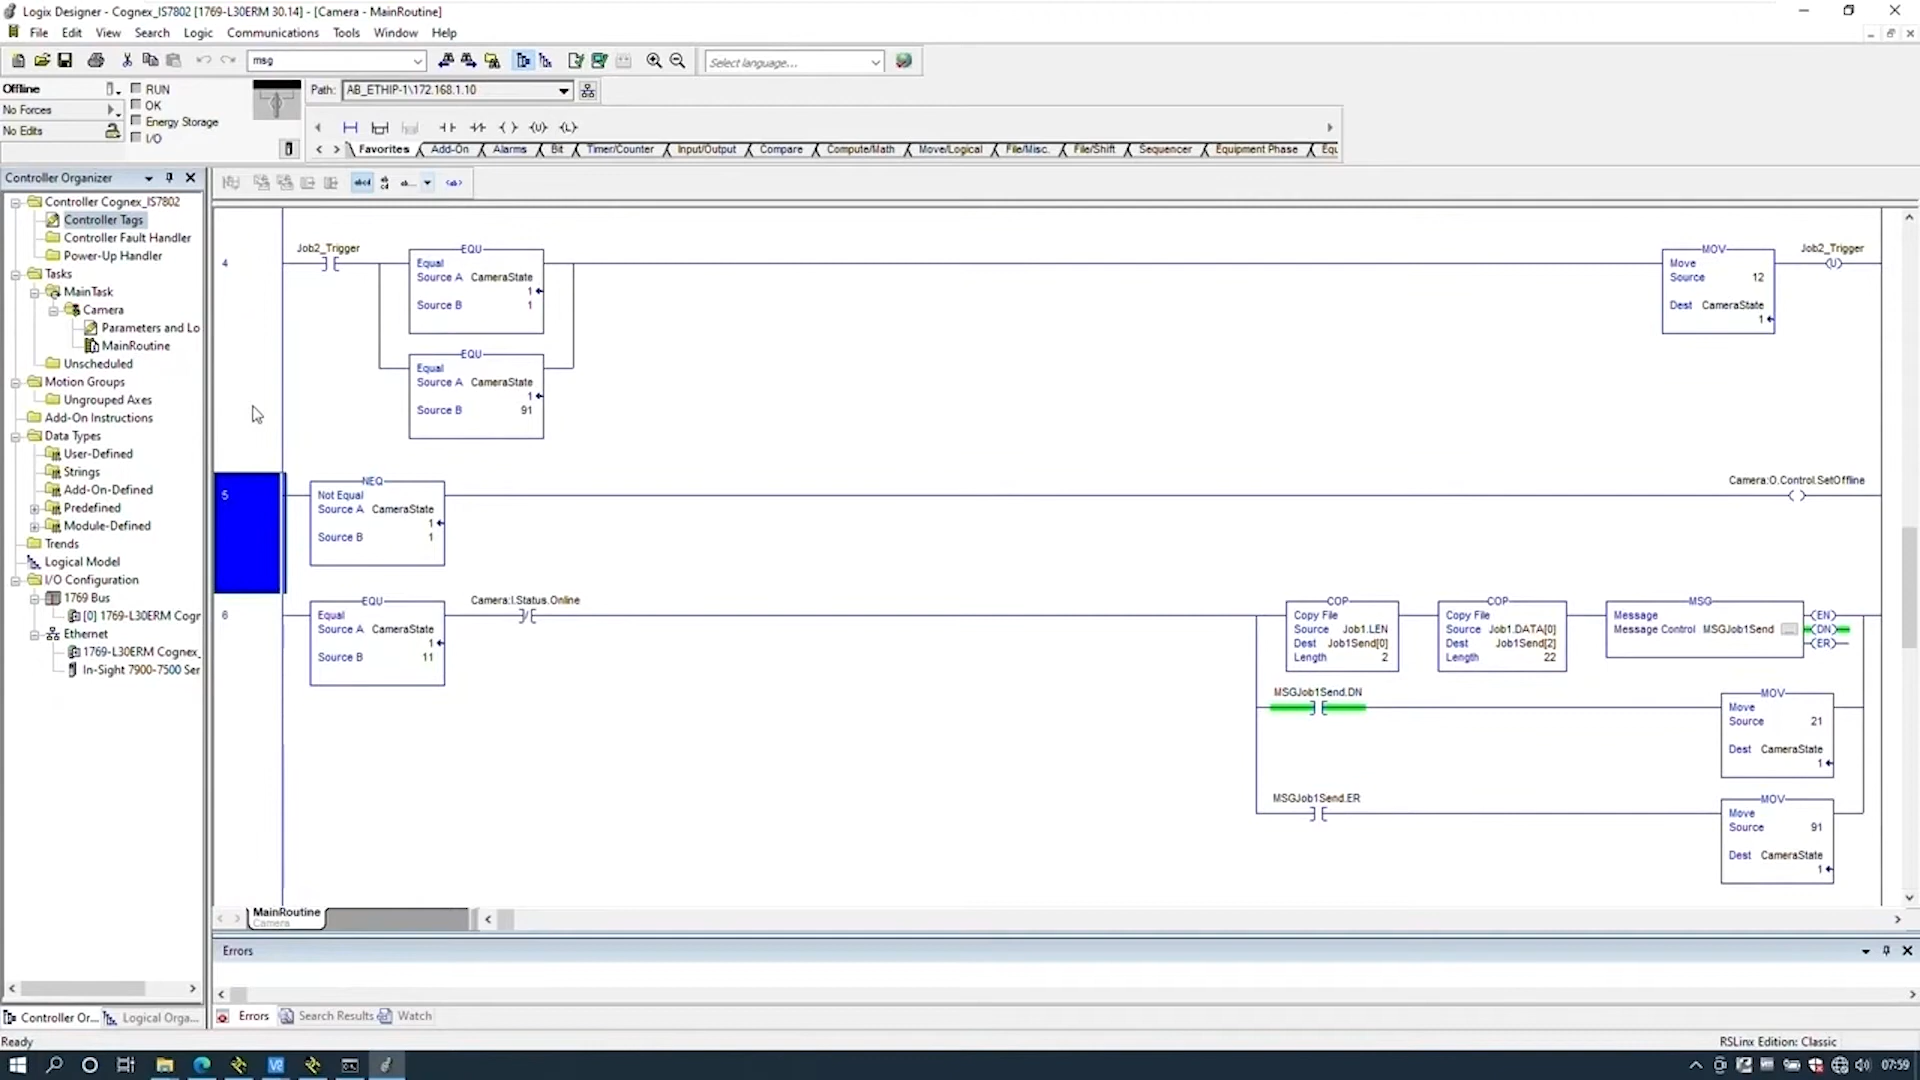 Logix Designer - Cognex_IS7802 [1769-L30ERM 30.14] - [Camera - MainRoutine]
File Edit View Search Logic Communications Tools Window Help
msg
Select language...
Offline
RUN
No Forces
OK
No Edits
Energy Storage
I/O
Path: AB_ETHIP-1\172.168.1.10
Favorites Add-On Alarms Bit Timer/Counter Input/Output Compare Compute/Math Move/Logical File/Misc. File/Shift Sequencer Equipment Phase Equ
Controller Organizer
Controller Cognex_IS7802
Controller Tags
Controller Fault Handler
Power-Up Handler
Tasks
MainTask
Camera
Parameters and Lo
MainRoutine
Unscheduled
Motion Groups
Ungrouped Axes
Add-On Instructions
Data Types
User-Defined
Strings
Add-On-Defined
Predefined
Module-Defined
Trends
Logical Model
I/O Configuration
1769 Bus
[0] 1769-L30ERM Cogr
Ethernet
1769-L30ERM Cognex_
In-Sight 7900-7500 Ser
Controller Or... Logical Orga...
4
Job2_Trigger
EQU
Equal
Source A CameraState
1
Source B 1
EQU
Equal
Source A CameraState
1
Source B 91
MOV
Move
Source 12
Dest CameraState
1
Job2_Trigger
U
5
NEQ
Not Equal
Source A CameraState
1
Source B 1
Camera:O.Control.SetOffline
6
EQU
Equal
Source A CameraState
1
Source B 11
Camera:I.Status.Online
COP
Copy File
Source Job1.LEN
Dest Job1Send[0]
Length 2
COP
Copy File
Source Job1.DATA[0]
Dest Job1Send[2]
Length 22
MSG
Message
Message Control MSGJob1Send ...
EN
DN
ER
MSGJob1Send.DN
MOV
Move
Source 21
Dest CameraState
1
MSGJob1Send.ER
MOV
Move
Source 91
Dest CameraState
1
MainRoutine
Camera
Errors
Errors Search Results Watch
Ready
RSLinx Edition: Classic
07:59